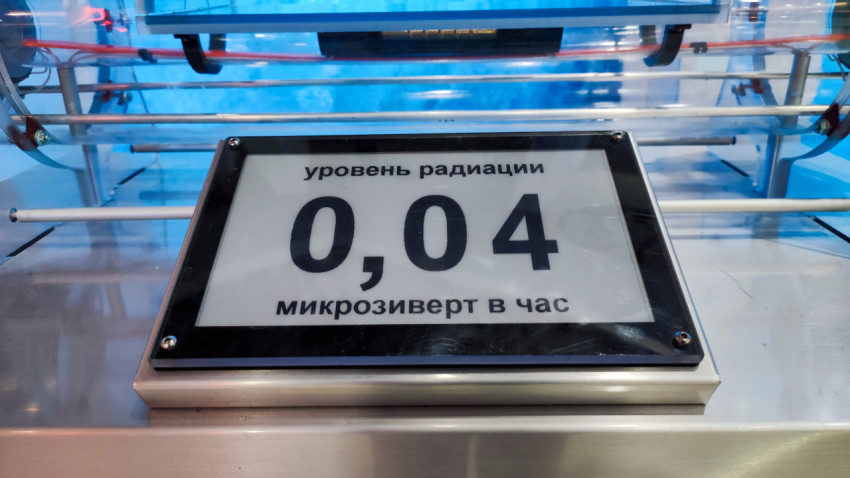 уровень радиации
0,04
микрозиверт в час